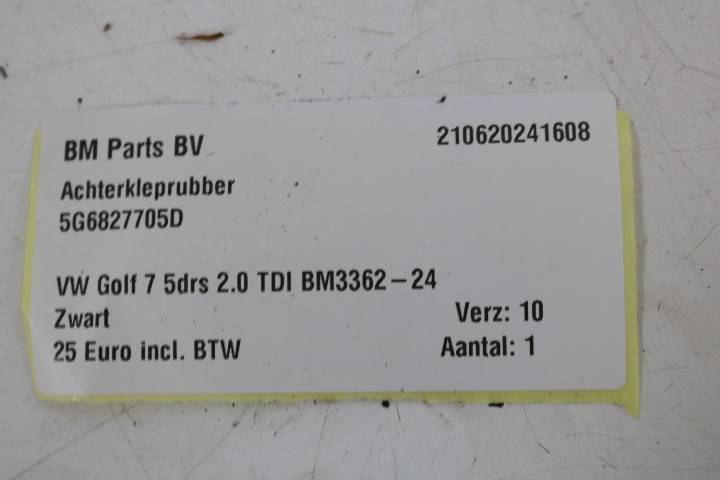 BM Parts BV 210620241608
Achterkleprubber
5G6827705D
VW Golf 7 5drs 2.0 TDI BM3362-24
Zwart Verz: 10
25 Euro incl. BTW Aantal: 1